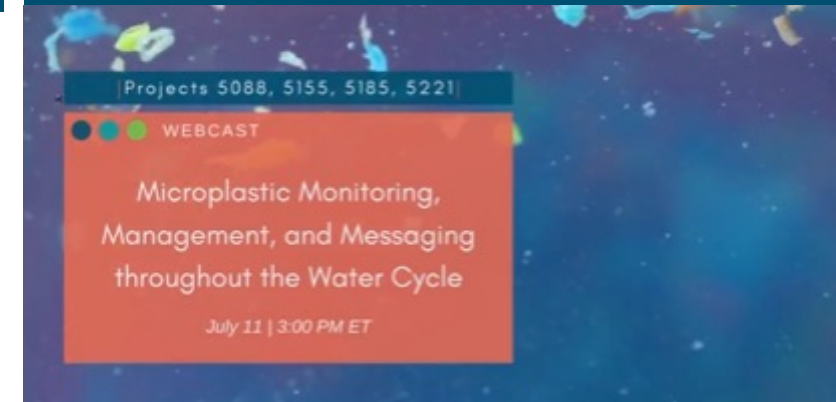 |Projects 5088, 5155, 5185, 5221|
WEBCAST
Microplastic Monitoring,
Management, and Messaging
throughout the Water Cycle
July 11 | 3:00 PM ET